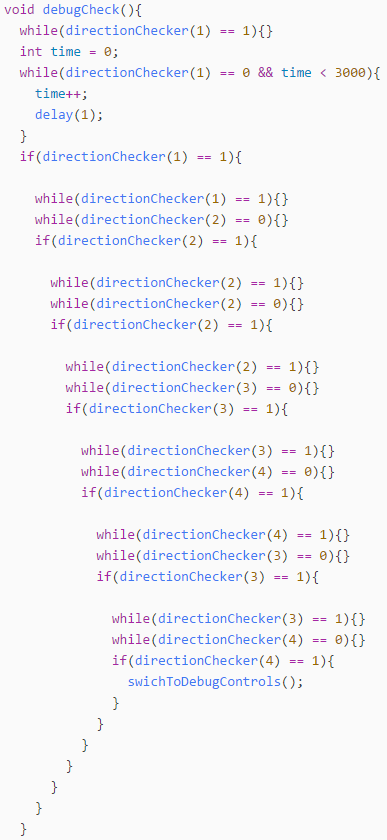 void debugCheck(){
  while(directionChecker(1) == 1){}
  int time = 0;
  while(directionChecker(1) == 0 && time < 3000){
    time++;
    delay(1);
  }
  if(directionChecker(1) == 1){

    while(directionChecker(1) == 1){}
    while(directionChecker(2) == 0){}
    if(directionChecker(2) == 1){

      while(directionChecker(2) == 1){}
      while(directionChecker(2) == 0){}
      if(directionChecker(2) == 1){

        while(directionChecker(2) == 1){}
        while(directionChecker(3) == 0){}
        if(directionChecker(3) == 1){

          while(directionChecker(3) == 1){}
          while(directionChecker(4) == 0){}
          if(directionChecker(4) == 1){

            while(directionChecker(4) == 1){}
            while(directionChecker(3) == 0){}
            if(directionChecker(3) == 1){

              while(directionChecker(3) == 1){}
              while(directionChecker(4) == 0){}
              if(directionChecker(4) == 1){
                swichToDebugControls();
              }
            }
          }
        }
      }
    }
  }